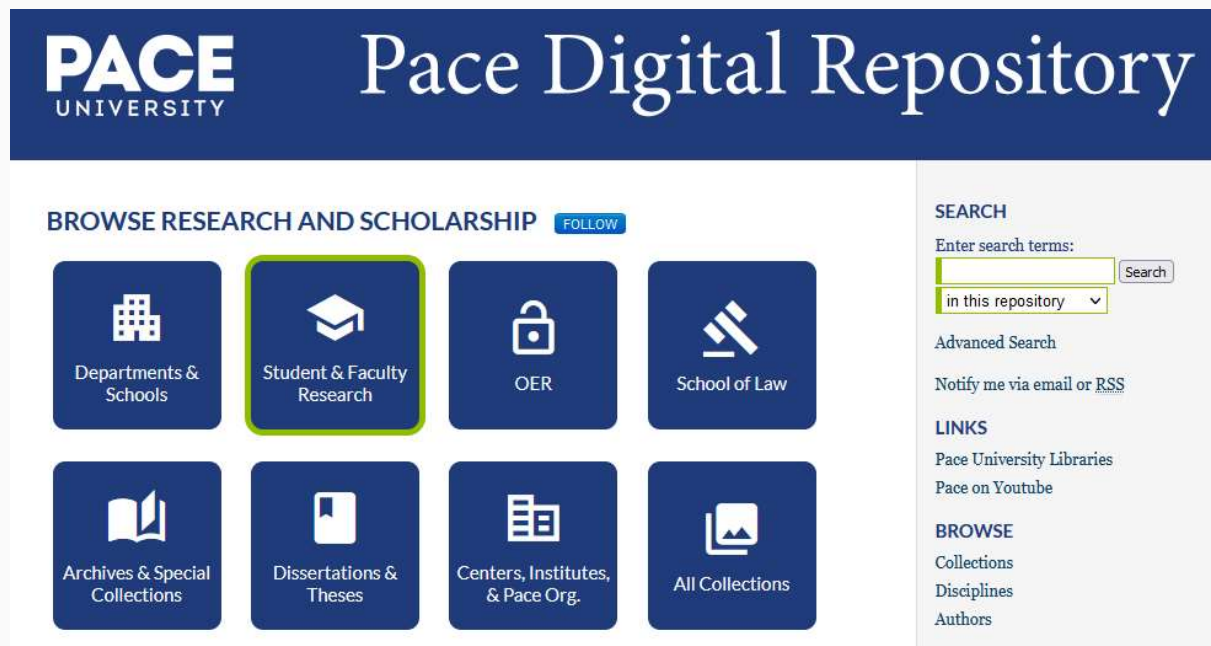 PACE
UNIVERSITY
Pace Digital Repository
BROWSE RESEARCH AND SCHOLARSHIP
FOLLOW
Departments &
Schools
Student & Faculty
Research
OER
School of Law
Archives & Special
Collections
Dissertations &
Theses
Centers, Institutes,
& Pace Org.
All Collections
SEARCH
Enter search terms:
Search
in this repository
Advanced Search
Notify me via email or RSS
LINKS
Pace University Libraries
Pace on Youtube
BROWSE
Collections
Disciplines
Authors